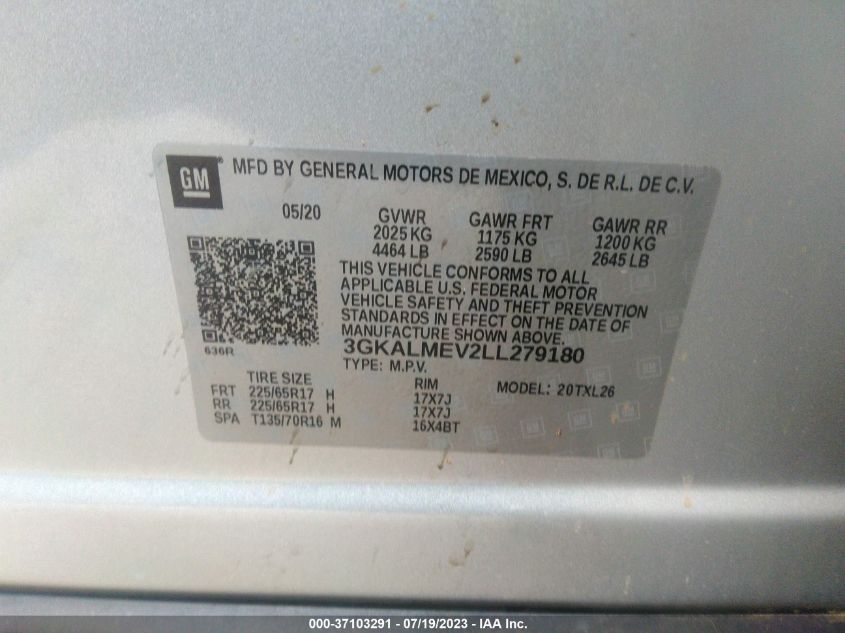 GM ® MFD BY GENERAL MOTORS DE MEXICO, S. DE R.L. DE C.V.
05/20 GVWR GAWR FRT GAWR RR
2025 KG 1175 KG 1200 KG
4464 LB 2590 LB 2645 LB
THIS VEHICLE CONFORMS TO ALL
APPLICABLE U.S. FEDERAL MOTOR
VEHICLE SAFETY AND THEFT PREVENTION
STANDARDS IN EFFECT ON THE DATE OF
MANUFACTURE SHOWN ABOVE.
636R
3GKALMEV2LL279180
TYPE: M.P.V.
TIRE SIZE RIM MODEL: 20TXL26
FRT 225/65R17 H 17X7J
RR 225/65R17 H 17X7J
SPA T135/70R16 M 16X4BT
000-37103291 - 07/19/2023 - IAA Inc.